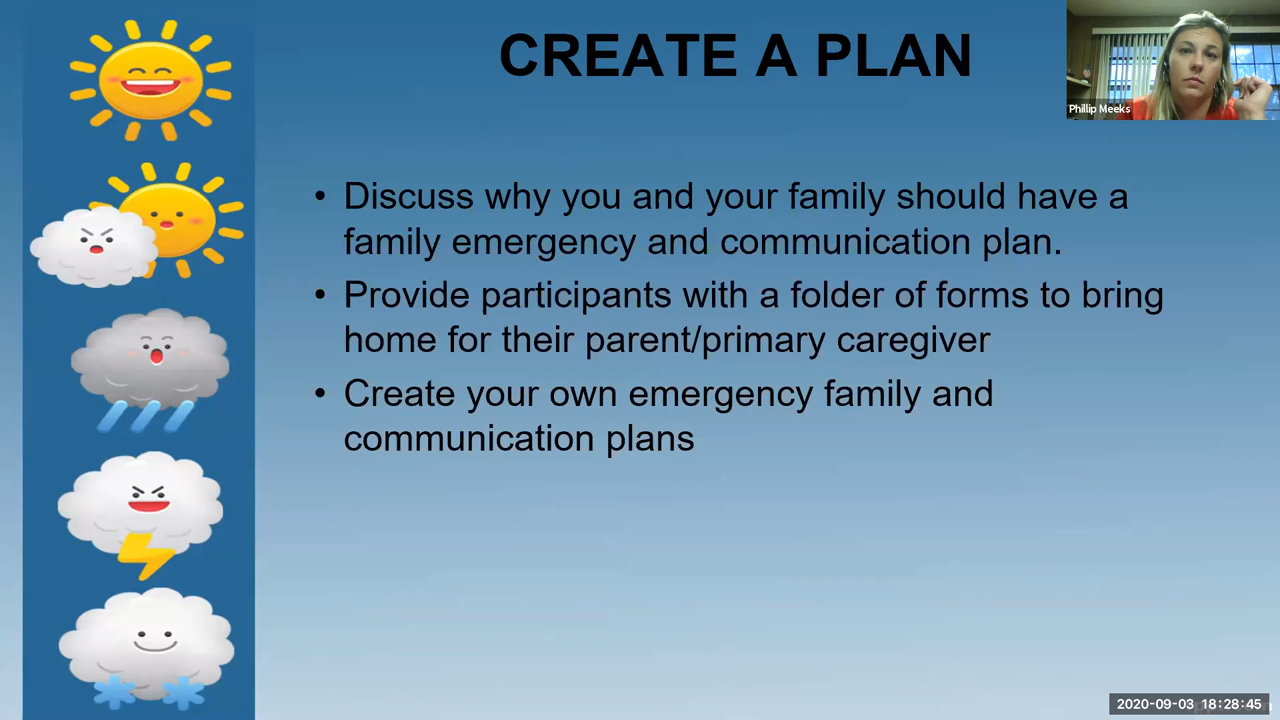 CREATE A PLAN
Phillip Meeks
• Discuss why you and your family should have a
family emergency and communication plan.
• Provide participants with a folder of forms to bring
home for their parent/primary caregiver
• Create your own emergency family and
communication plans
2020-09-03 18:28:45